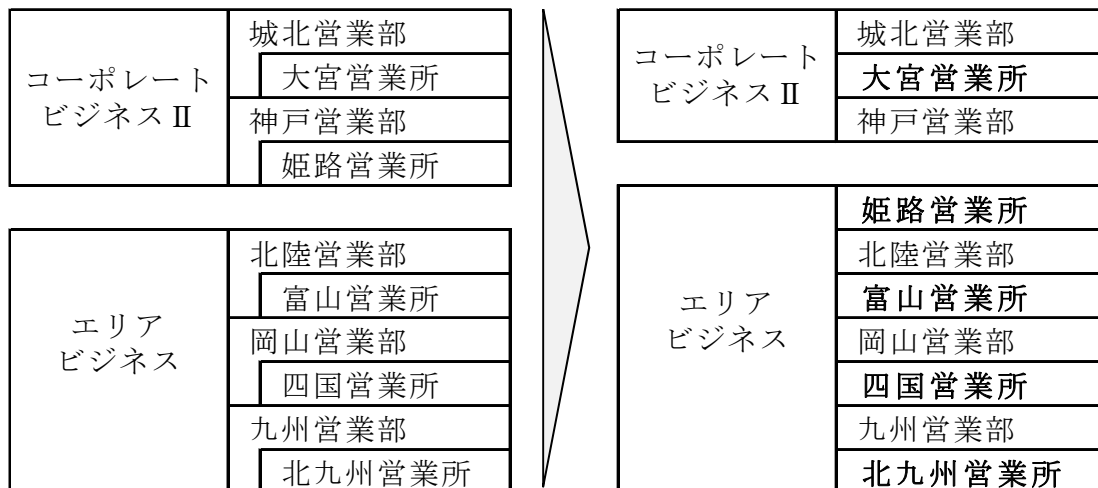 コーポレート
ビジネスⅡ
城北営業部
大宮営業所
神戸営業部
姫路営業所
エリア
ビジネス
北陸営業部
富山営業所
岡山営業部
四国営業所
九州営業部
北九州営業所
コーポレート
ビジネスⅡ
城北営業部
大宮営業所
神戸営業部
エリア
ビジネス
姫路営業所
北陸営業部
富山営業所
岡山営業部
四国営業所
九州営業部
北九州営業所